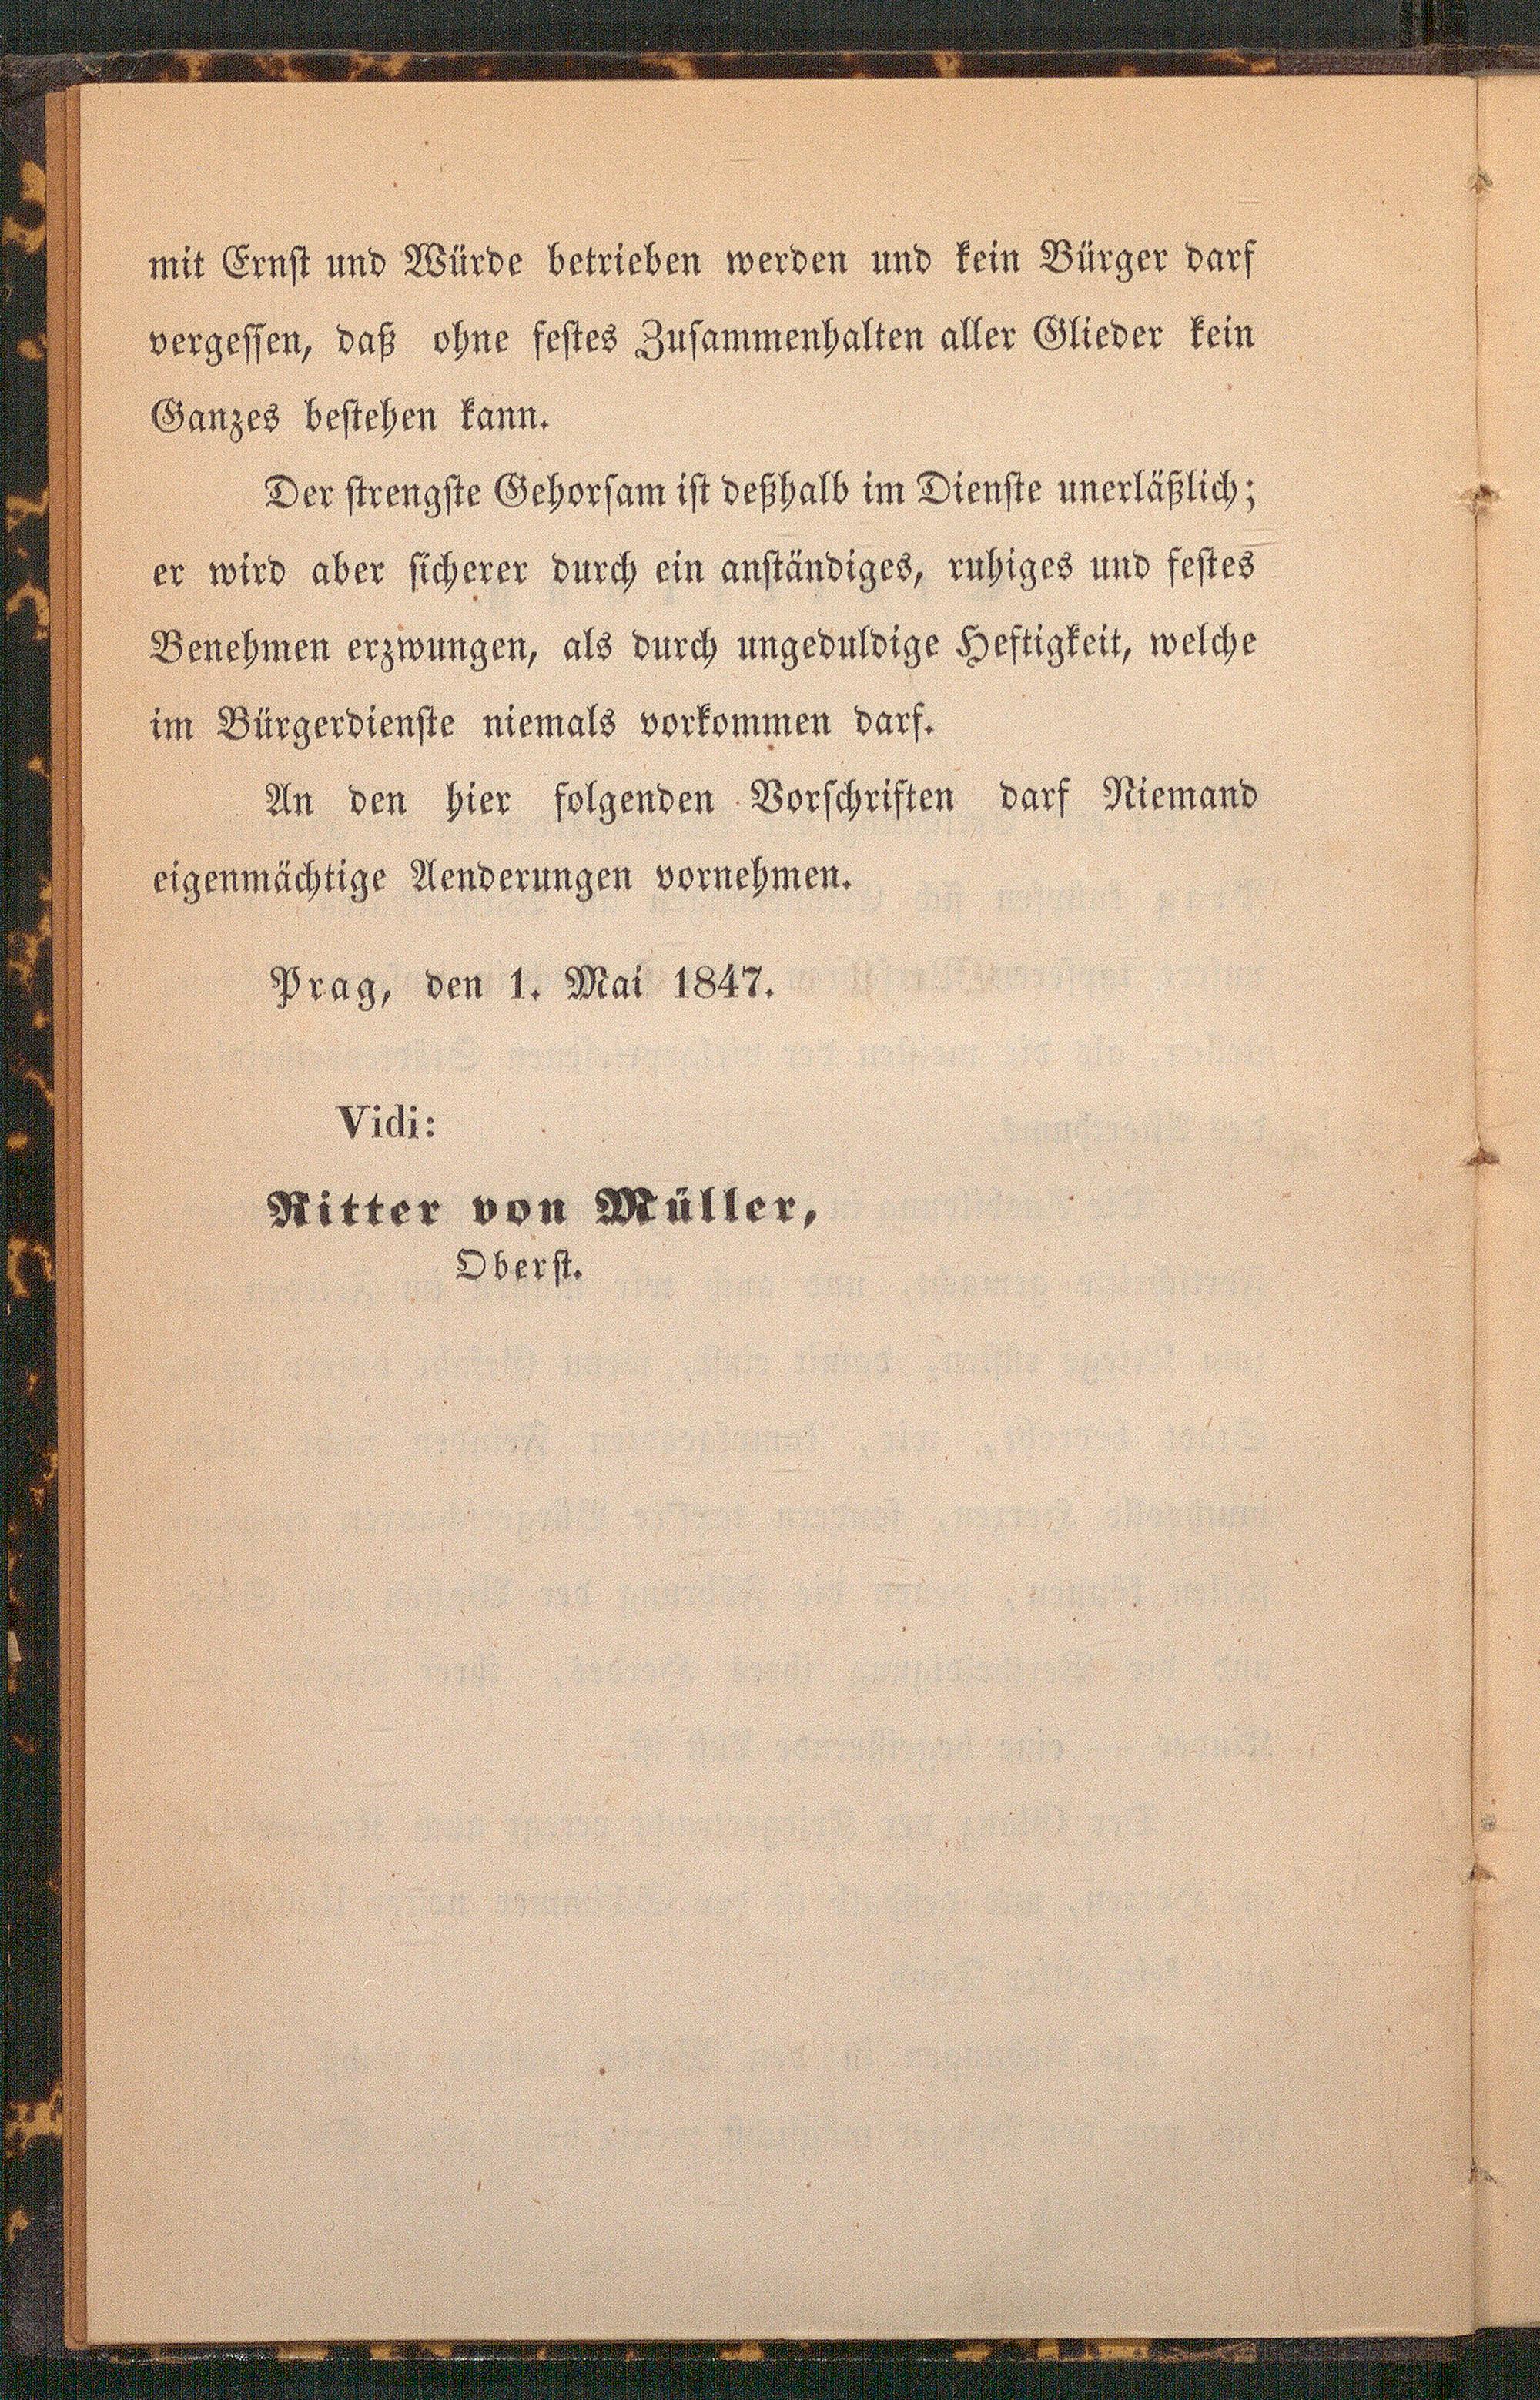 mit Ernst und Würde betrieben werden und kein Bürger darf
vergessen, daß ohne festes Zusammenhalten aller Glieder kein
Ganzes bestehen kann.
Der strengste Gehorsam ist deßhalb im Dienste unerläßlich;
er wird aber sicherer durch ein anständiges, ruhiges und festes
Benehmen erzwungen, als durch ungeduldige Heftigkeit, welche
im Bürgerdienste niemals vorkommen darf.
An den hier folgenden Vorschriften darf Niemand
eigenmächtige Aenderungen vornehmen.
Prag, den 1. Mai 1847.
Vidi:
Ritter von Müller,
Oberst.